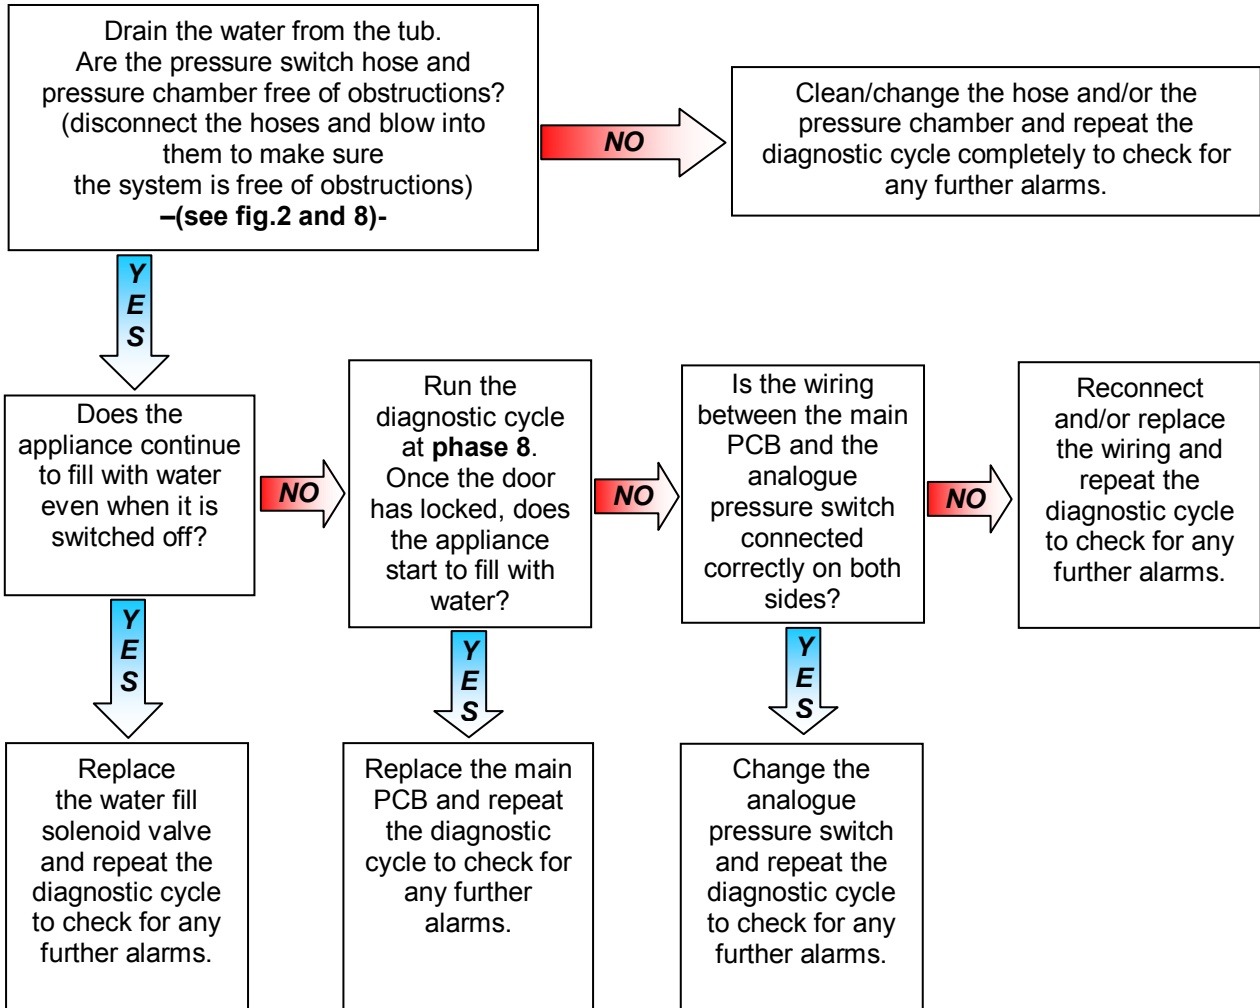 Drain the water from the tub.
Are the pressure switch hose and
pressure chamber free of obstructions?
(disconnect the hoses and blow into
them to make sure
the system is free of obstructions)
–(see fig.2 and 8)-
NO
Clean/change the hose and/or the
pressure chamber and repeat the
diagnostic cycle completely to check for
any further alarms.
Y
E
S
Does the
appliance continue
to fill with water
even when it is
switched off?
NO
Run the
diagnostic cycle
at phase 8.
Once the door
has locked, does
the appliance
start to fill with
water?
NO
Is the wiring
between the main
PCB and the
analogue
pressure switch
connected
correctly on both
sides?
NO
Reconnect
and/or replace
the wiring and
repeat the
diagnostic cycle
to check for any
further alarms.
Y
E
S
Y
E
S
Y
E
S
Replace
the water fill
solenoid valve
and repeat the
diagnostic cycle
to check for any
further alarms.
Replace the main
PCB and repeat
the diagnostic
cycle to check for
any further
alarms.
Change the
analogue
pressure switch
and repeat the
diagnostic cycle
to check for any
further alarms.